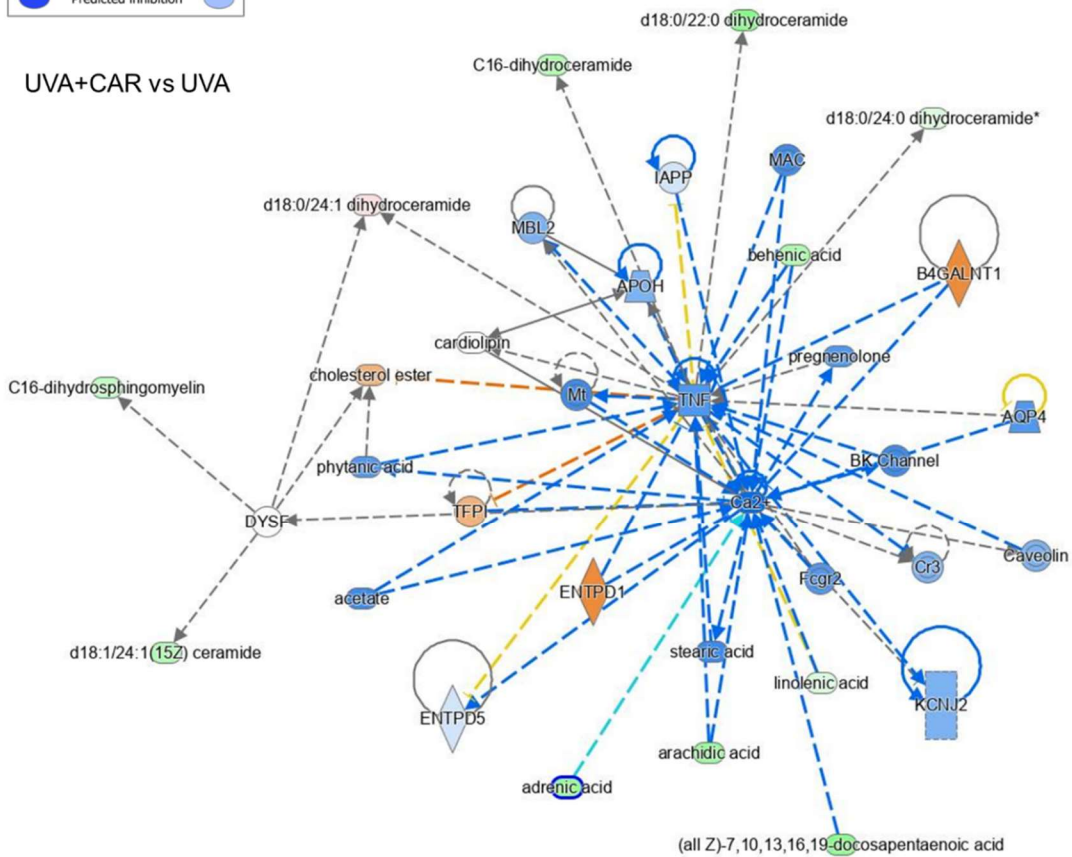 Predicted inhibition
d18:0/22:0 dihydroceramide
UVA+CAR vs UVA
C16-dihydroceramide
d18:0/24:0 dihydroceramide*
MAC
IAPP
d18:0/24:1 dihydroceramide
MBL2
behenic acid
B4GALNT1
APOH
cardiolipin
pregnenolone
cholesterol ester
C16-dihydrosphingomyelin
Mt
TNF
AQP4
phytanic acid
BK Channel
Ca2+
TFPI
DYSF
Caveolin
Cr3
Fcgr2
ENTPD1
acetate
stearic acid
d18:1/24:1(15Z) ceramide
linolenic acid
KCNJ2
ENTPD5
arachidic acid
adrenic acid
(all Z)-7,10,13,16,19-docosapentaenoic acid